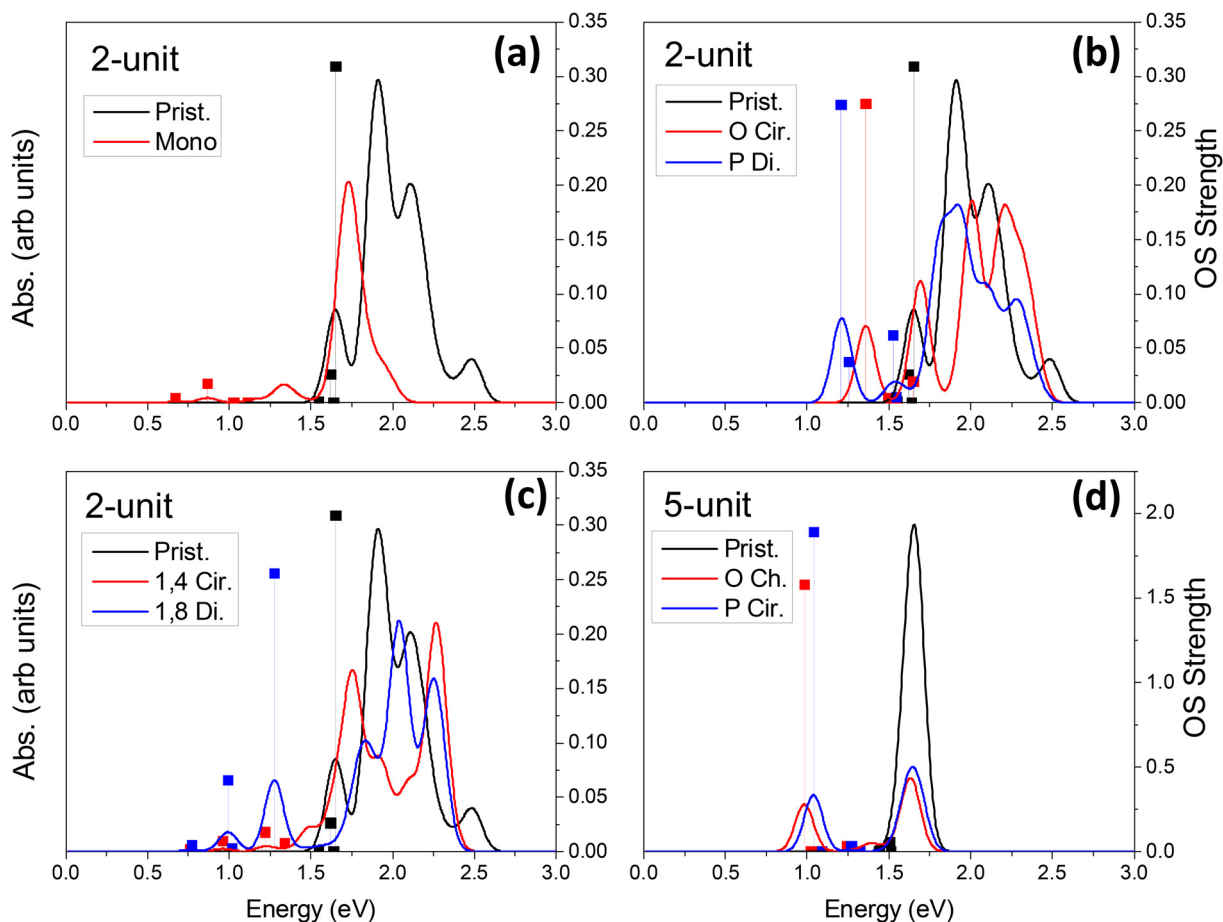 (a)
2-unit
Prist.
Mono
Abs. (arb units)
0.35
0.30
0.25
0.20
0.15
0.10
0.05
0.00
0.0 0.5 1.0 1.5 2.0 2.5 3.0
(b)
2-unit
Prist.
O Cir.
P Di.
OS Strength
0.35
0.30
0.25
0.20
0.15
0.10
0.05
0.00
0.0 0.5 1.0 1.5 2.0 2.5 3.0
(c)
2-unit
Prist.
1,4 Cir.
1,8 Di.
Abs. (arb units)
0.35
0.30
0.25
0.20
0.15
0.10
0.05
0.00
0.0 0.5 1.0 1.5 2.0 2.5 3.0
Energy (eV)
(d)
5-unit
Prist.
O Ch.
P Cir.
OS Strength
2.0
1.5
1.0
0.5
0.0
0.0 0.5 1.0 1.5 2.0 2.5 3.0
Energy (eV)